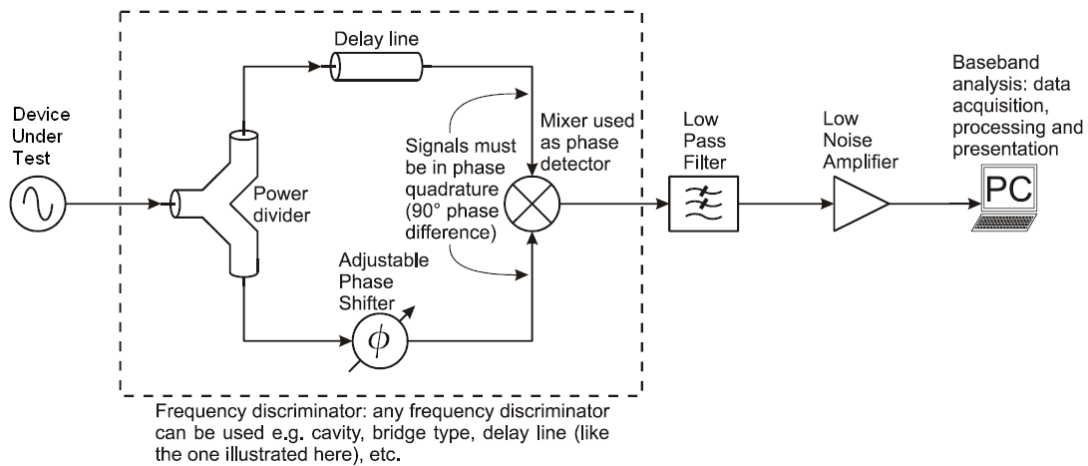 Device
Under
Test
Power
divider
Delay line
Signals must
be in phase
quadrature
(90° phase
difference)
Adjustable
Phase
Shifter
ϕ
Mixer used
as phase
detector
Low
Pass
Filter
Low
Noise
Amplifier
Baseband
analysis: data
acquisition,
processing and
presentation
PC
Frequency discriminator: any frequency discriminator
can be used e.g. cavity, bridge type, delay line (like
the one illustrated here), etc.